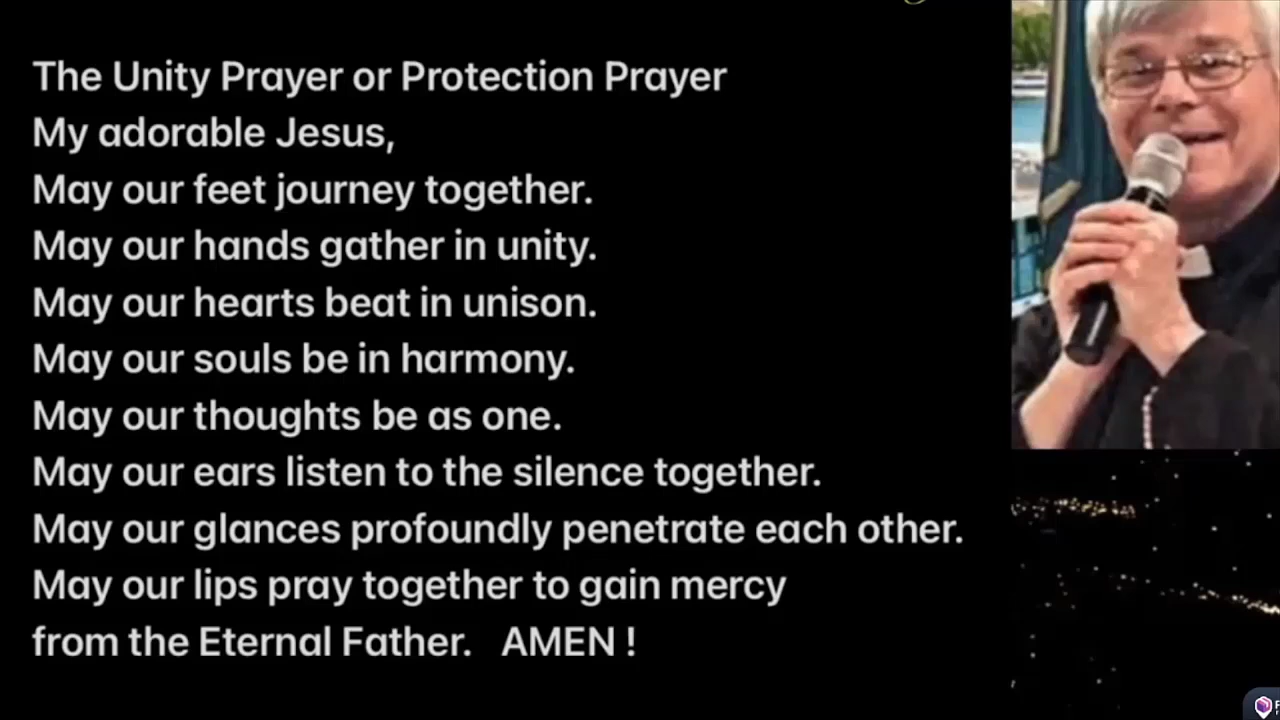 The Unity Prayer or Protection Prayer
My adorable Jesus,
May our feet journey together.
May our hands gather in unity.
May our hearts beat in unison.
May our souls be in harmony.
May our thoughts be as one.
May our ears listen to the silence together.
May our glances profoundly penetrate each other.
May our lips pray together to gain mercy
from the Eternal Father. AMEN !